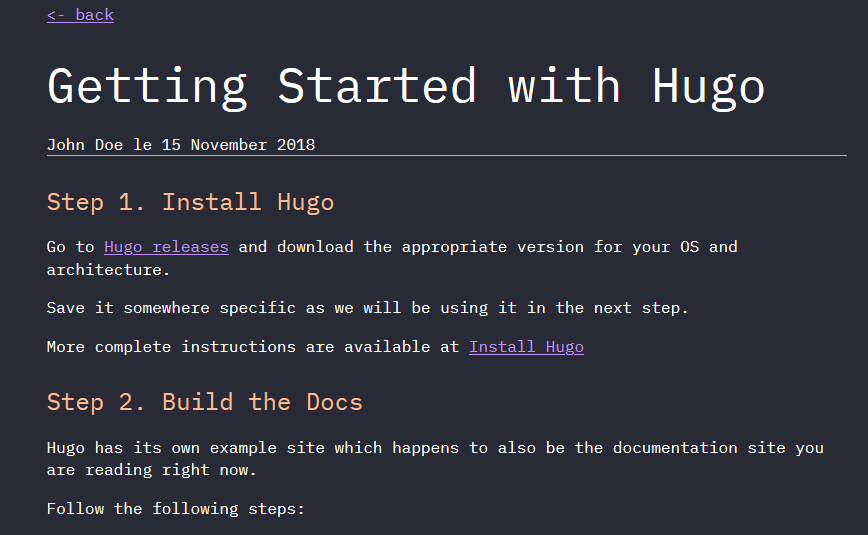 <- back
Getting Started with Hugo
John Doe le 15 November 2018
Step 1. Install Hugo
Go to Hugo releases and download the appropriate version for your OS and
architecture.
Save it somewhere specific as we will be using it in the next step.
More complete instructions are available at Install Hugo
Step 2. Build the Docs
Hugo has its own example site which happens to also be the documentation site you
are reading right now.
Follow the following steps: